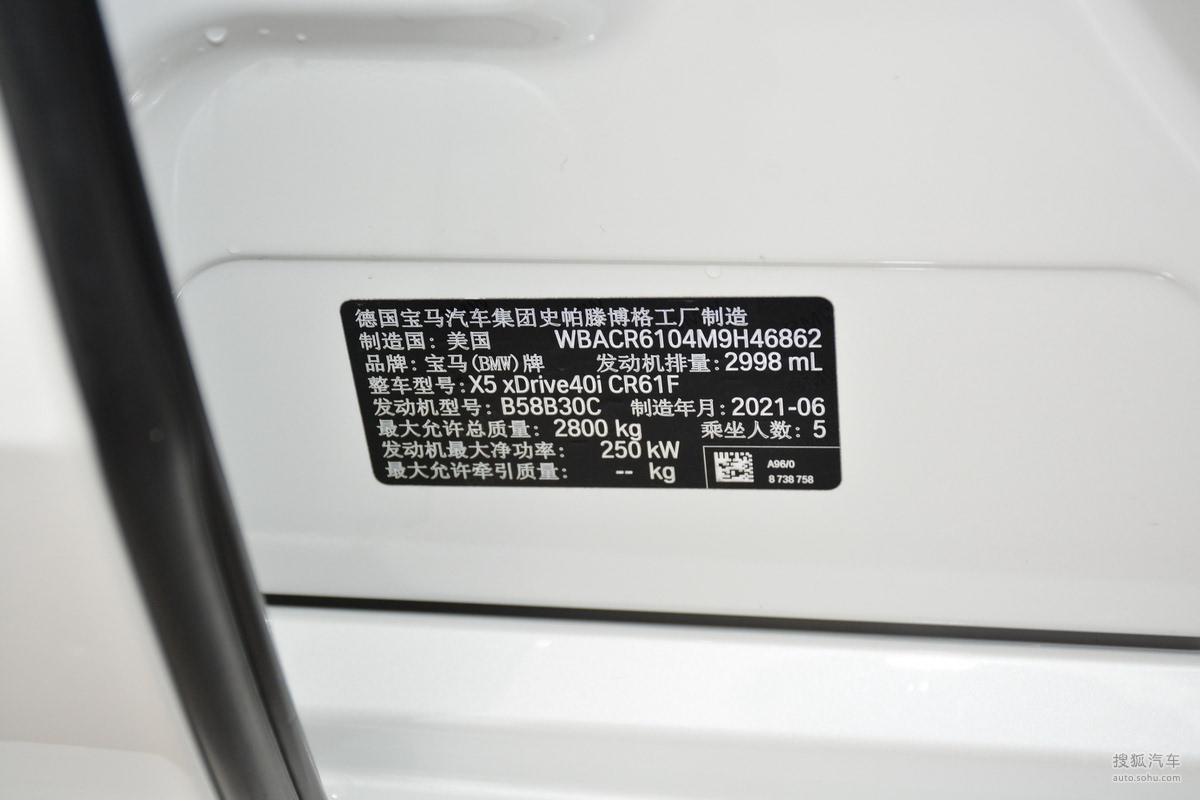 德国宝马汽车集团史帕滕博格工厂制造
制造国: 美国 WBACR6104M9H46862
品牌: 宝马(BMW)牌 发动机排量: 2998 mL
整车型号: X5 xDrive40i CR61F
发动机型号: B58B30C 制造年月: 2021-06
最大允许总质量: 2800 kg 乘坐人数: 5
发动机最大净功率: 250 kW
最大允许牵引质量: -- kg
A96/0
8 738 758
搜狐汽车
auto.sohu.com